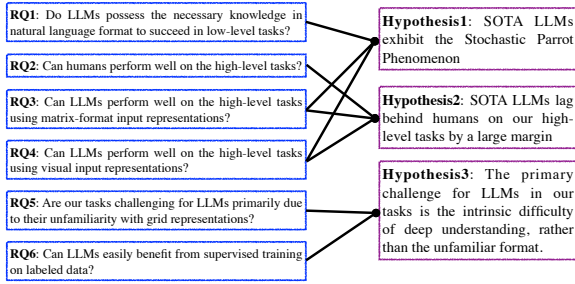 RQ1: Do LLMs possess the necessary knowledge in
natural language format to succeed in low-level tasks?
RQ2: Can humans perform well on the high-level tasks?
RQ3: Can LLMs perform well on the high-level tasks
using matrix-format input representations?
RQ4: Can LLMs perform well on the high-level tasks
using visual input representations?
RQ5: Are our tasks challenging for LLMs primarily due
to their unfamiliarity with grid representations?
RQ6: Can LLMs easily benefit from supervised training
on labeled data?
Hypothesis1: SOTA LLMs
exhibit the Stochastic Parrot
Phenomenon
Hypothesis2: SOTA LLMs lag
behind humans on our high-
level tasks by a large margin
Hypothesis3: The primary
challenge for LLMs in our
tasks is the intrinsic difficulty
of deep understanding, rather
than the unfamiliar format.